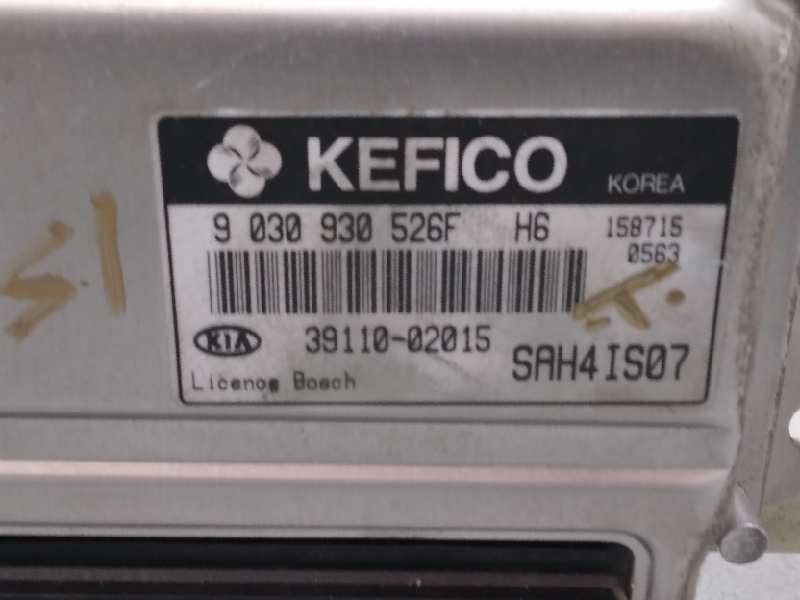 KEFICO KOREA
9 030 930 526F H6 158715
0563
KIA 39110-02015
SAH4IS07
Licence Bosch